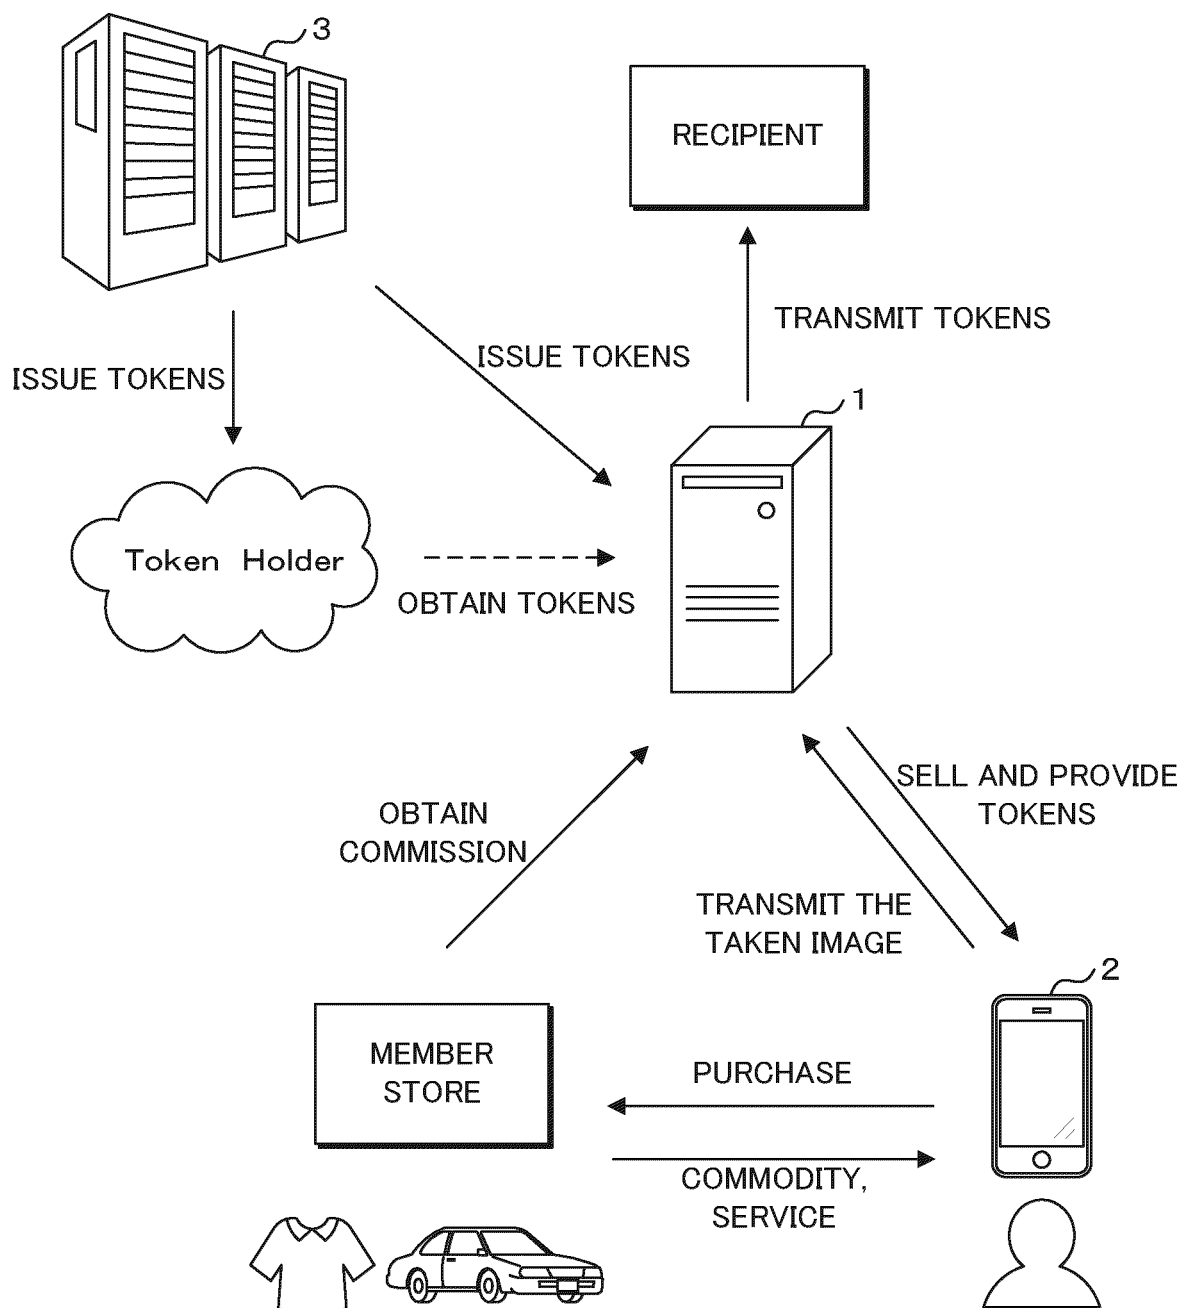 3
RECIPIENT
TRANSMIT TOKENS
ISSUE TOKENS
ISSUE TOKENS
1
Token Holder
OBTAIN TOKENS
SELL AND PROVIDE
TOKENS
OBTAIN
COMMISSION
TRANSMIT THE
TAKEN IMAGE
2
MEMBER
STORE
PURCHASE
COMMODITY,
SERVICE